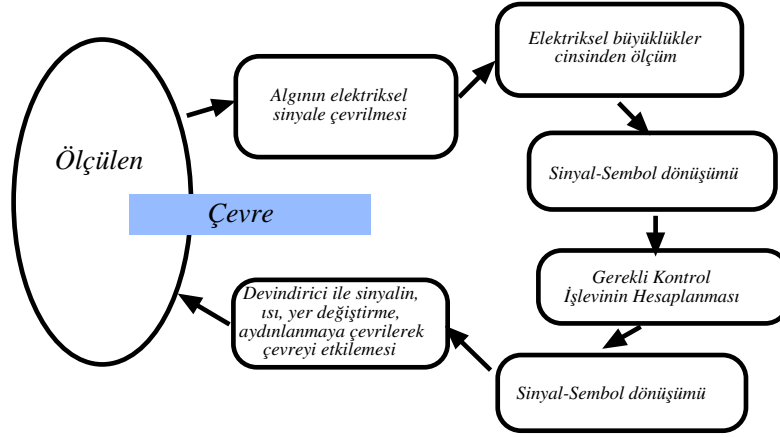 Ölçülen
Çevre
Algının elektriksel
sinyale çevrilmesi
Elektriksel büyüklükler
cinsinden ölçüm
Sinyal-Sembol dönüşümü
Gerekli Kontrol
İşlevinin Hesaplanması
Sinyal-Sembol dönüşümü
Devindirici ile sinyalin,
ısı, yer değiştirme,
aydınlanmaya çevrilerek
çevreyi etkilemesi